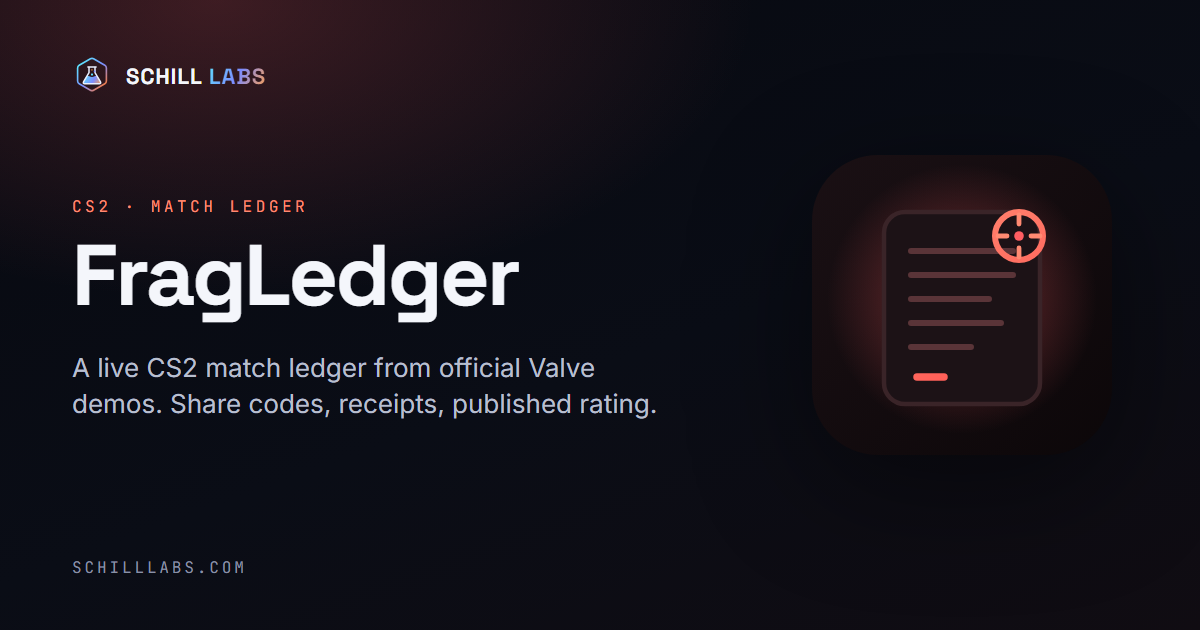 SCHILL LABS
CS2 · MATCH LEDGER
FragLedger
A live CS2 match ledger from official Valve
demos. Share codes, receipts, published rating.
SCHILLLABS.COM